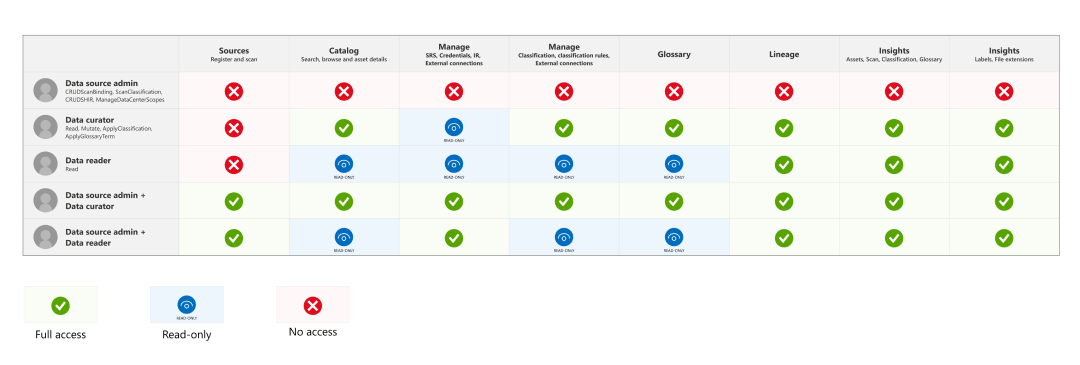 Sources
Register and scan
Catalog
Search, browse and asset details
Manage
SRS, Credentials, IR,
External connections
Manage
Classification, classification rules,
External connections
Glossary
Lineage
Insights
Assets, Scan, Classification, Glossary
Insights
Labels, File extensions
Data source admin
CRUDScanBinding, ScanClassification,
CRUDSHIR, ManageDataCenterScopes
Data curator
Read, Mutate, ApplyClassification,
ApplyGlossaryTerm
READ-ONLY
Data reader
Read
READ-ONLY
READ-ONLY
READ-ONLY
READ-ONLY
Data source admin +
Data curator
Data source admin +
Data reader
READ-ONLY
READ-ONLY
READ-ONLY
READ-ONLY
Full access
Read-only
No access